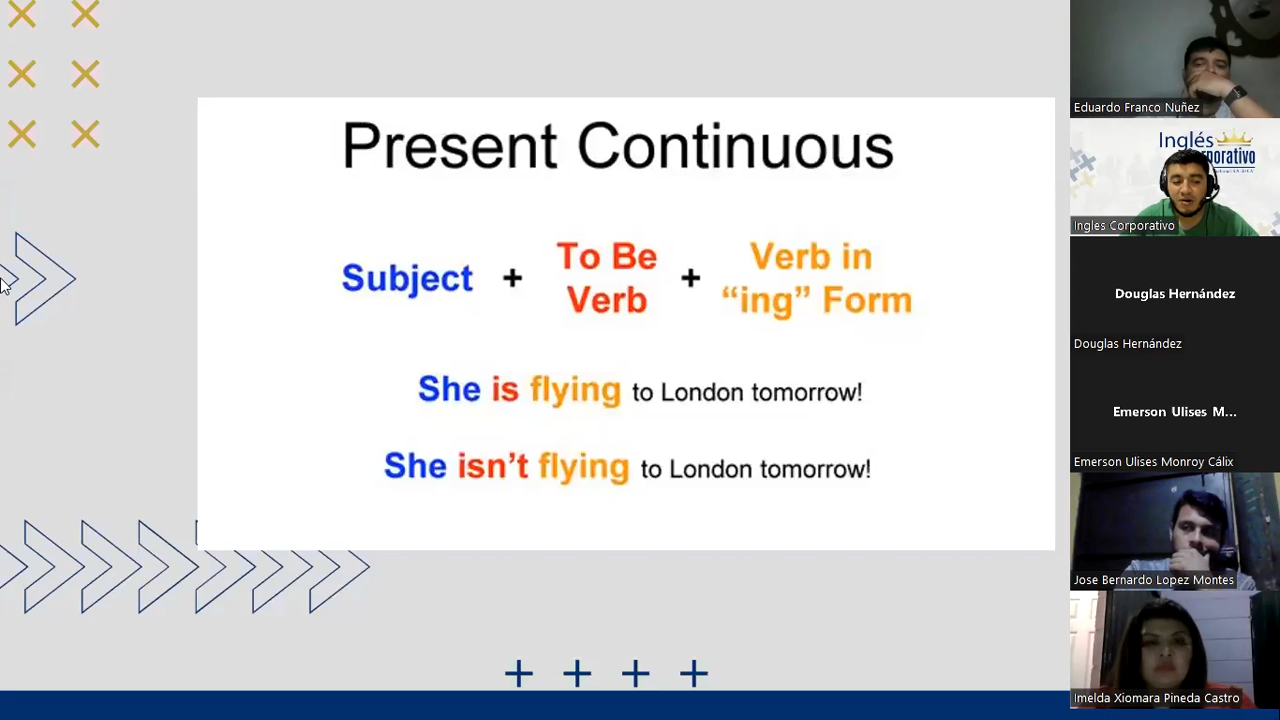 Present Continuous
Subject + To Be Verb + Verb in “ing” Form
She is flying to London tomorrow!
She isn’t flying to London tomorrow!
Eduardo Franco Nuñez
Inglés
Ingles Corporativo
Douglas Hernández
Douglas Hernández
Emerson Ulises M...
Emerson Ulises Monroy Cálix
Jose Bernardo Lopez Montes
Imelda Xiomara Pineda Castro